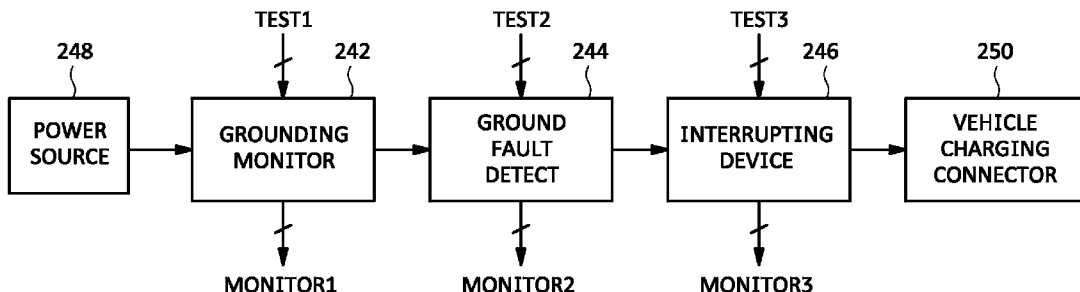 TEST1
TEST2
TEST3
248
242
244
246
250
POWER
SOURCE
GROUNDING
MONITOR
GROUND
FAULT
DETECT
INTERRUPTING
DEVICE
VEHICLE
CHARGING
CONNECTOR
MONITOR1
MONITOR2
MONITOR3